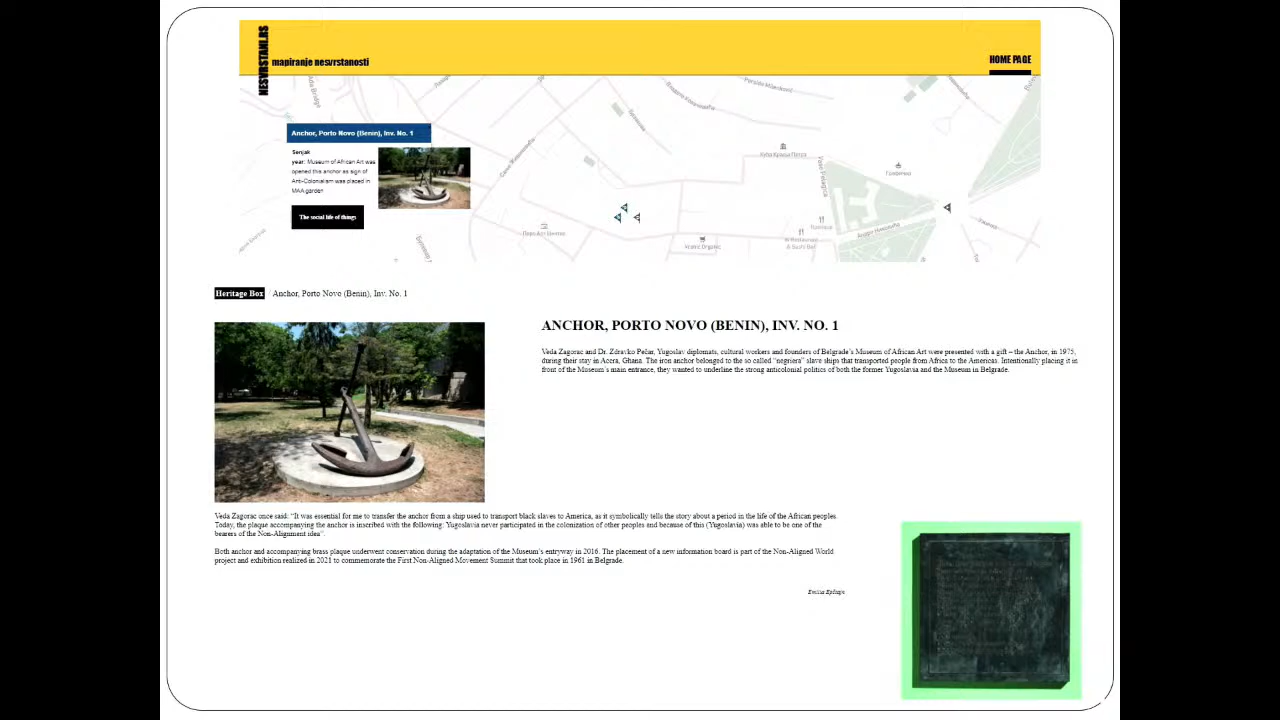 NESVRSTANI.RS
mapiranje nesvrstanosti
HOME PAGE
Anchor, Porto Novo (Benin), Inv. No. 1
Senjak
year: Museum of African Art was
opened this anchor as sign of
Anti-Colonialism was placed in
MAA garden
The social life of things
Vcanic Organic
Heritage Box / Anchor, Porto Novo (Benin), Inv. No. 1
ANCHOR, PORTO NOVO (BENIN), INV. NO. 1
Veda Zagorac and Dr. Zdravko Pečar, Yugoslav diplomats, cultural workers and founders of Belgrade's Museum of African Art were presented with a gift – the Anchor, in 1975,
during their stay in Accra, Ghana. The iron anchor belonged to the so called "negriera" slave ships that transported people from Africa to the Americas. Intentionally placing it in
front of the Museum's main entrance, they wanted to underline the strong anticolonial politics of both the former Yugoslavia and the Museum in Belgrade.
Veda Zagorac once said: "It was essential for me to transfer the anchor from a ship used to transport black slaves to America, as it symbolically tells the story about a period in the life of the African peoples.
Today, the plaque accompanying the anchor is inscribed with the following: Yugoslavia never participated in the colonization of other peoples and because of this (Yugoslavia) was able to be one of the
bearers of the Non-Alignment idea".
Both anchor and accompanying brass plaque underwent conservation during the adaptation of the Museum's entryway in 2016. The placement of a new information board is part of the Non-Aligned World
project and exhibition realized in 2021 to commemorate the First Non-Aligned Movement Summit that took place in 1961 in Belgrade.
Emilia Epštajn